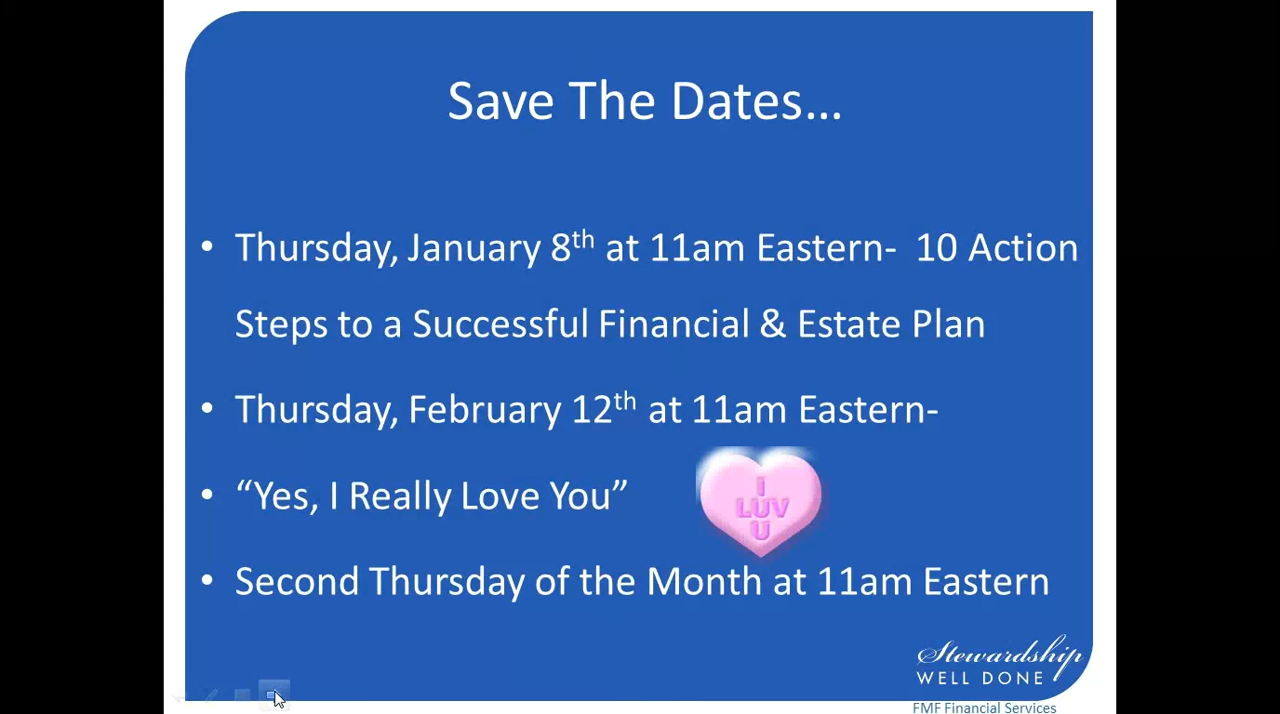 Save The Dates…
• Thursday, January 8th at 11am Eastern- 10 Action
Steps to a Successful Financial & Estate Plan
• Thursday, February 12th at 11am Eastern-
• “Yes, I Really Love You”
I
LUV
U
• Second Thursday of the Month at 11am Eastern
Stewardship
WELL DONE
FMF Financial Services